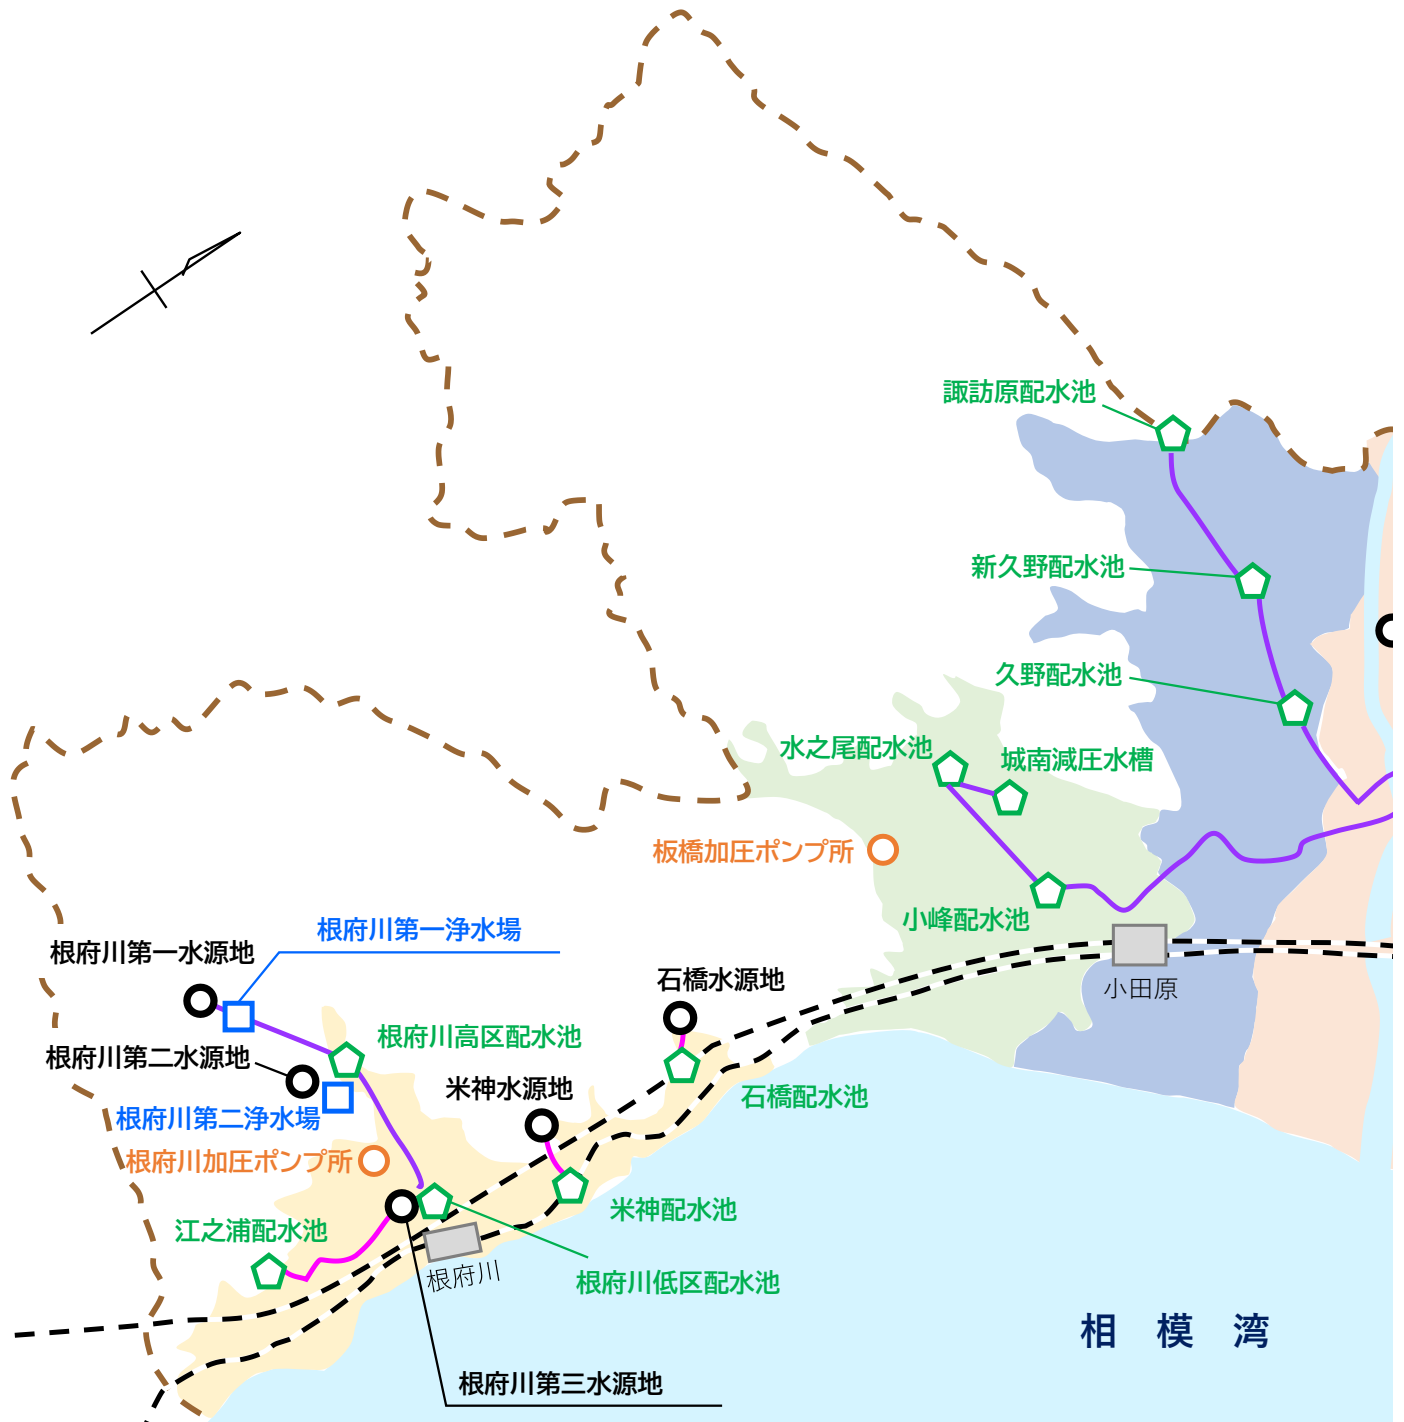 諏訪原配水池
新久野配水池
久野配水池
水之尾配水池
城南減圧水槽
板橋加圧ポンプ所
小峰配水池
根府川第一浄水場
根府川第一水源地
石橋水源地
小田原
根府川高区配水池
根府川第二水源地
米神水源地
石橋配水池
根府川第二浄水場
根府川加圧ポンプ所
米神配水池
江之浦配水池
根府川
根府川低区配水池
相模湾
根府川第三水源地